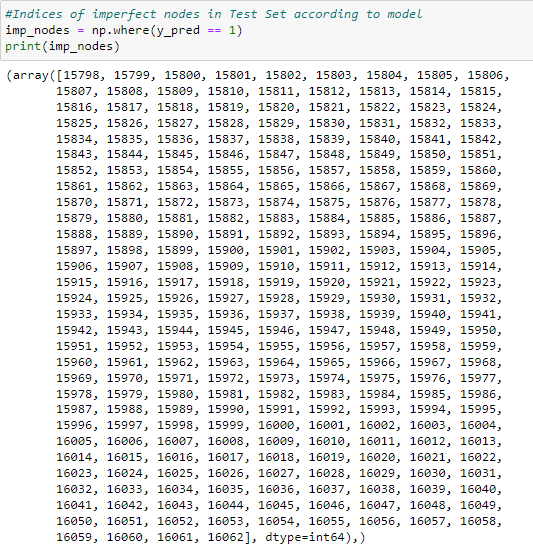 #Indices of imperfect nodes in Test Set according to model
imp_nodes = np.where(y_pred == 1)
print(imp_nodes)
(array([15798, 15799, 15800, 15801, 15802, 15803, 15804, 15805, 15806,
15807, 15808, 15809, 15810, 15811, 15812, 15813, 15814, 15815,
15816, 15817, 15818, 15819, 15820, 15821, 15822, 15823, 15824,
15825, 15826, 15827, 15828, 15829, 15830, 15831, 15832, 15833,
15834, 15835, 15836, 15837, 15838, 15839, 15840, 15841, 15842,
15843, 15844, 15845, 15846, 15847, 15848, 15849, 15850, 15851,
15852, 15853, 15854, 15855, 15856, 15857, 15858, 15859, 15860,
15861, 15862, 15863, 15864, 15865, 15866, 15867, 15868, 15869,
15870, 15871, 15872, 15873, 15874, 15875, 15876, 15877, 15878,
15879, 15880, 15881, 15882, 15883, 15884, 15885, 15886, 15887,
15888, 15889, 15890, 15891, 15892, 15893, 15894, 15895, 15896,
15897, 15898, 15899, 15900, 15901, 15902, 15903, 15904, 15905,
15906, 15907, 15908, 15909, 15910, 15911, 15912, 15913, 15914,
15915, 15916, 15917, 15918, 15919, 15920, 15921, 15922, 15923,
15924, 15925, 15926, 15927, 15928, 15929, 15930, 15931, 15932,
15933, 15934, 15935, 15936, 15937, 15938, 15939, 15940, 15941,
15942, 15943, 15944, 15945, 15946, 15947, 15948, 15949, 15950,
15951, 15952, 15953, 15954, 15955, 15956, 15957, 15958, 15959,
15960, 15961, 15962, 15963, 15964, 15965, 15966, 15967, 15968,
15969, 15970, 15971, 15972, 15973, 15974, 15975, 15976, 15977,
15978, 15979, 15980, 15981, 15982, 15983, 15984, 15985, 15986,
15987, 15988, 15989, 15990, 15991, 15992, 15993, 15994, 15995,
15996, 15997, 15998, 15999, 16000, 16001, 16002, 16003, 16004,
16005, 16006, 16007, 16008, 16009, 16010, 16011, 16012, 16013,
16014, 16015, 16016, 16017, 16018, 16019, 16020, 16021, 16022,
16023, 16024, 16025, 16026, 16027, 16028, 16029, 16030, 16031,
16032, 16033, 16034, 16035, 16036, 16037, 16038, 16039, 16040,
16041, 16042, 16043, 16044, 16045, 16046, 16047, 16048, 16049,
16050, 16051, 16052, 16053, 16054, 16055, 16056, 16057, 16058,
16059, 16060, 16061, 16062], dtype=int64),)